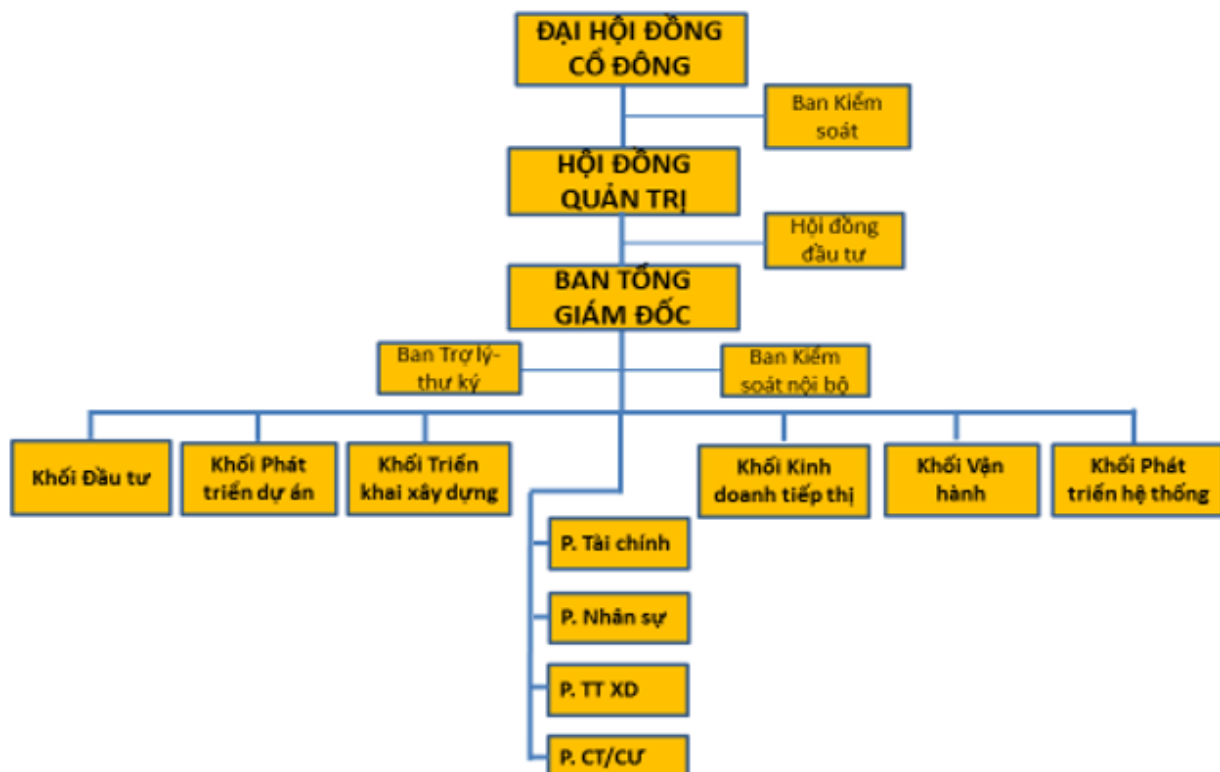 ĐẠI HỘI ĐỒNG
CỔ ĐÔNG
Ban Kiểm
soát
HỘI ĐỒNG
QUẢN TRỊ
Hội đồng
đầu tư
BAN TỔNG
GIÁM ĐỐC
Ban Trợ lý-
thư ký
Ban Kiểm
soát nội bộ
Khối Đầu tư
Khối Phát
triển dự án
Khối Triển
khai xây dựng
Khối Kinh
doanh tiếp thị
Khối Vận
hành
Khối Phát
triển hệ thống
P. Tài chính
P. Nhân sự
P. TT XD
P. CT/CƯ